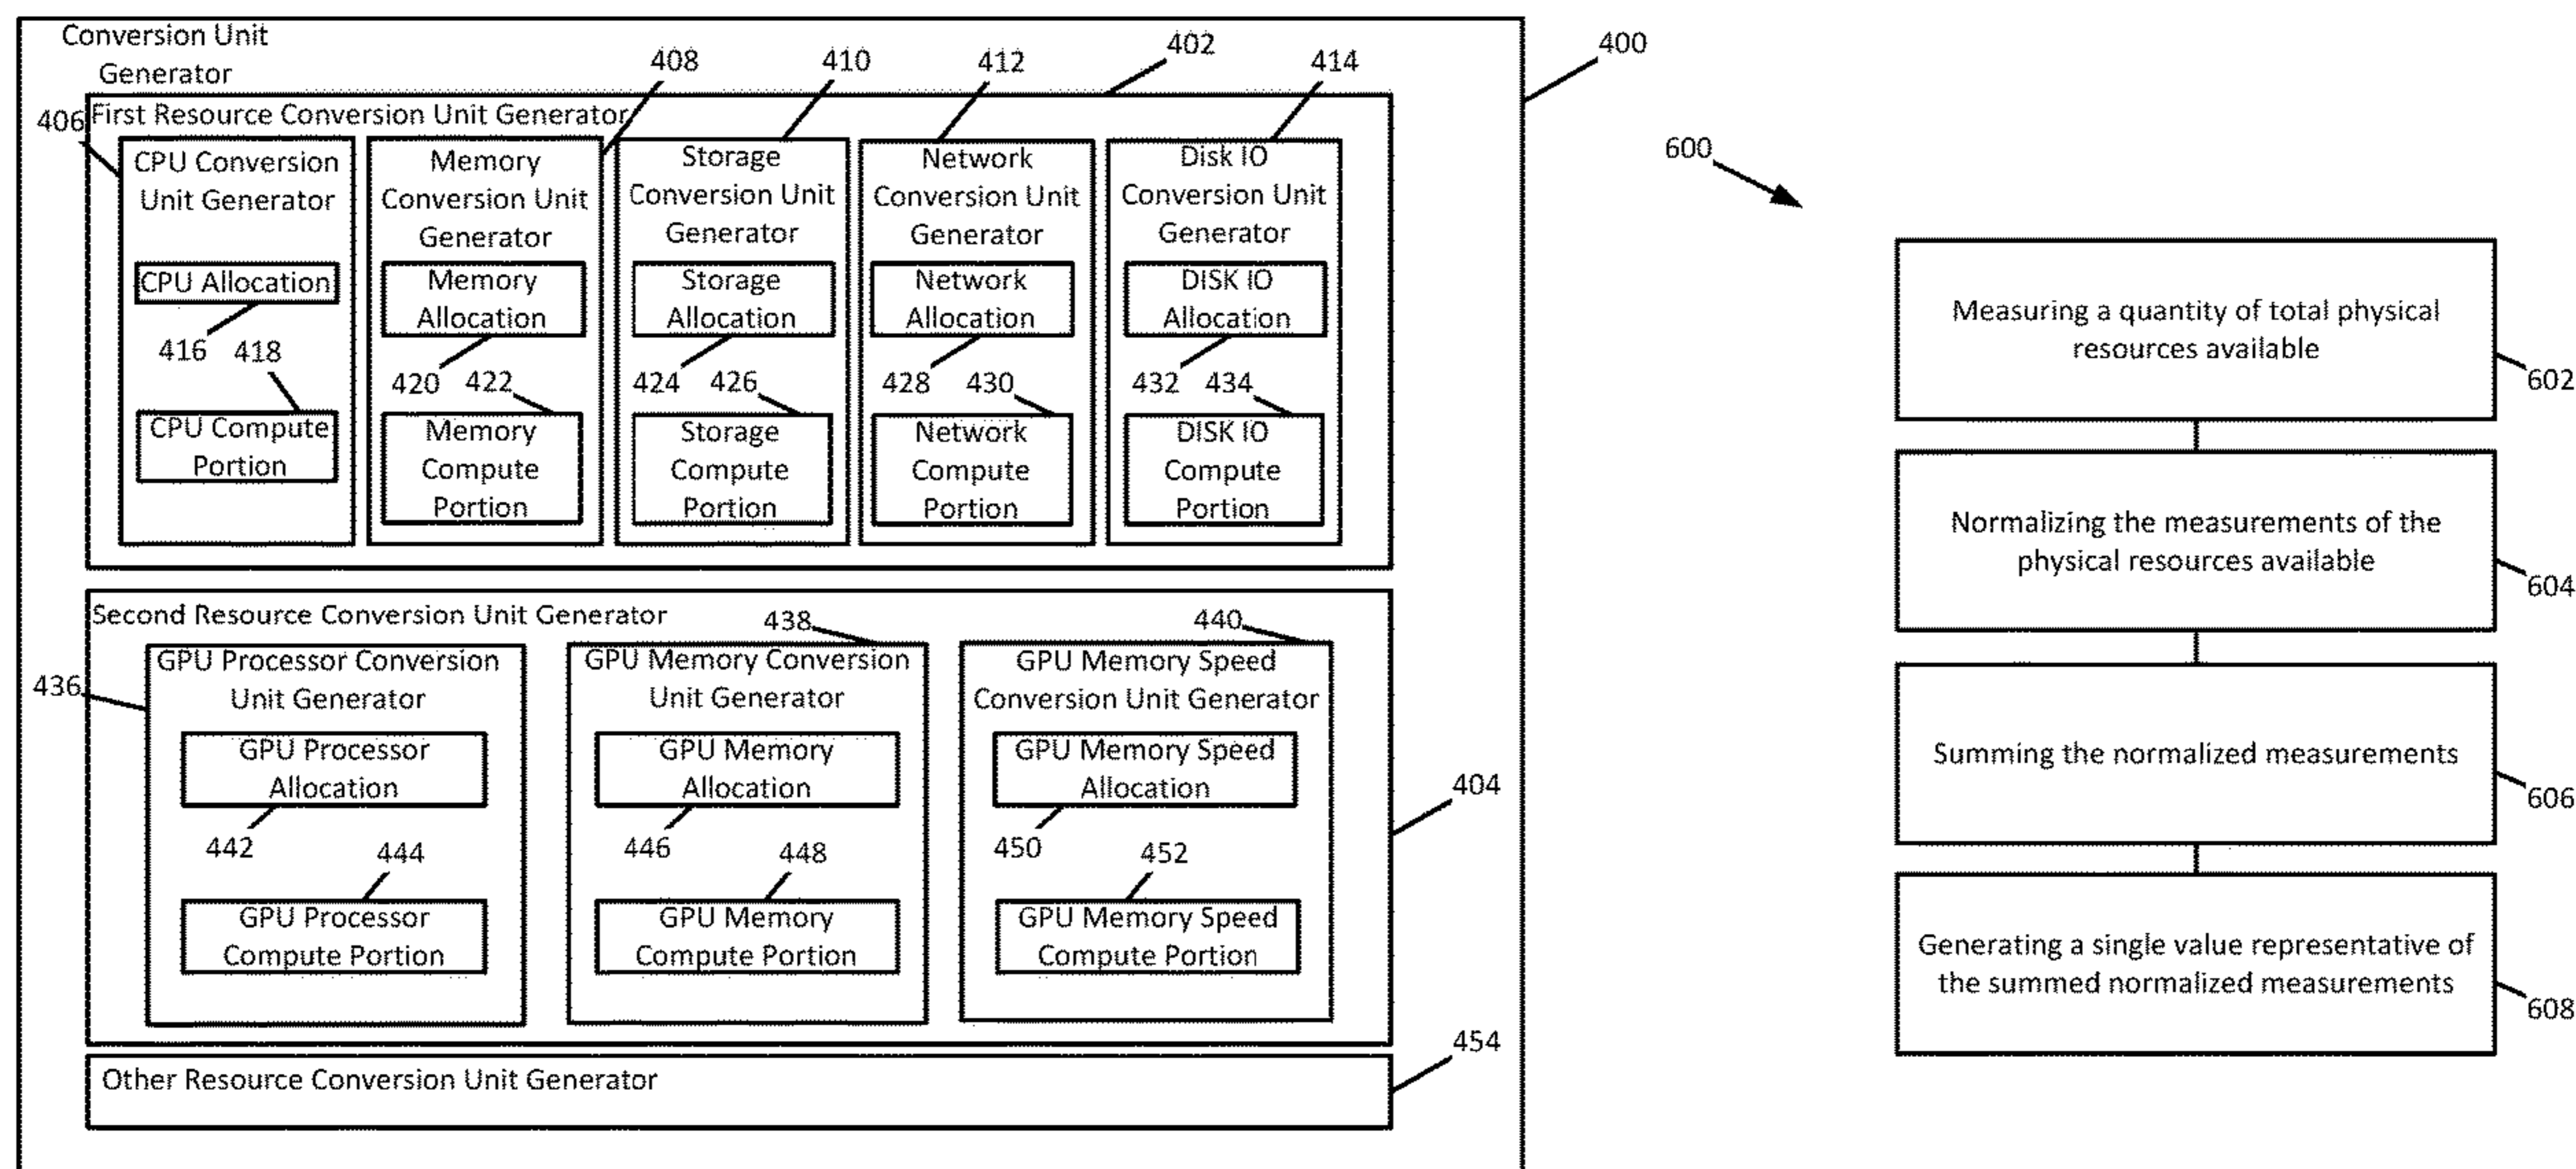 Conversion Unit
Generator
402
400
408
410
412
414
406
First Resource Conversion Unit Generator
CPU Conversion
Unit Generator
CPU Allocation
416
418
CPU Compute
Portion
Memory
Conversion Unit
Generator
Memory
Allocation
420
422
Memory
Compute
Portion
Storage
Conversion Unit
Generator
Storage
Allocation
424
426
Storage
Compute
Portion
Network
Conversion Unit
Generator
Network
Allocation
428
430
Network
Compute
Portion
Disk IO
Conversion Unit
Generator
DISK IO
Allocation
432
434
DISK IO
Compute
Portion
Second Resource Conversion Unit Generator
438
440
436
404
GPU Processor Conversion
Unit Generator
GPU Processor
Allocation
442
444
GPU Processor
Compute Portion
GPU Memory Conversion
Unit Generator
GPU Memory
Allocation
446
448
GPU Memory
Compute Portion
GPU Memory Speed
Conversion Unit Generator
GPU Memory Speed
Allocation
450
452
GPU Memory Speed
Compute Portion
454
Other Resource Conversion Unit Generator
600
Measuring a quantity of total physical
resources available
602
Normalizing the measurements of the
physical resources available
604
Summing the normalized measurements
606
Generating a single value representative of
the summed normalized measurements
608